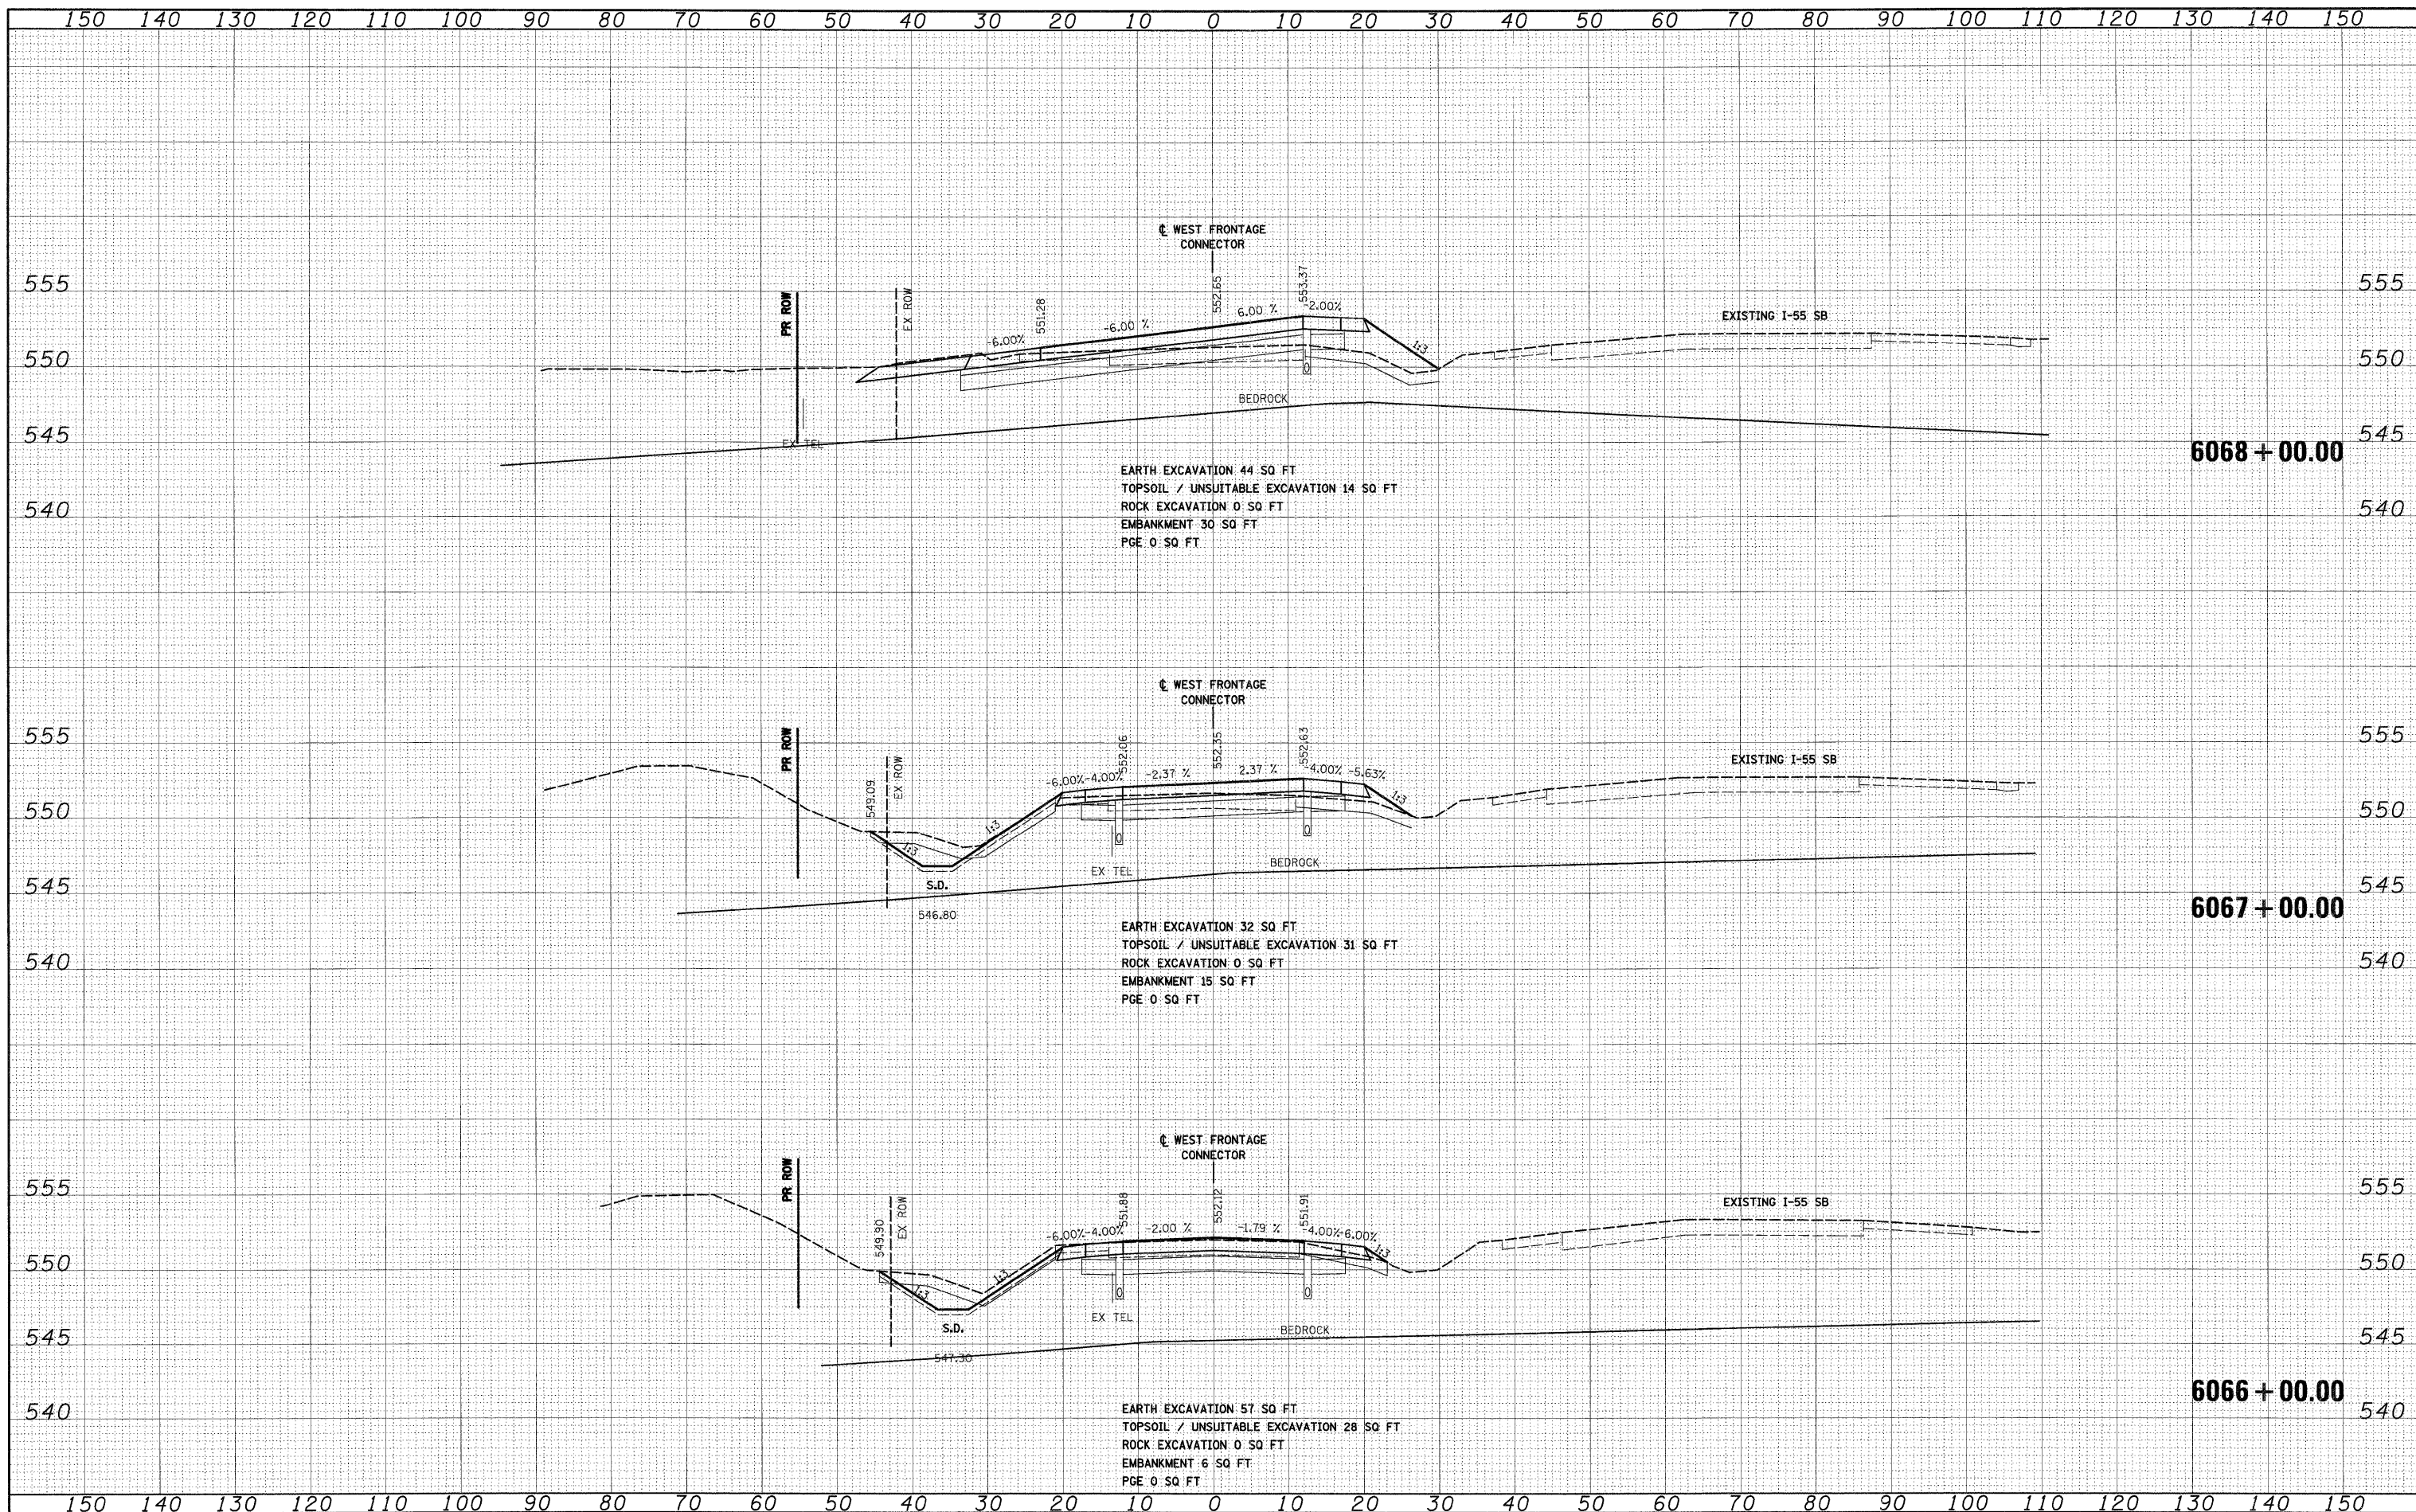 150 140 130 120 110 100 90 80 70 60 50 40 30 20 10 0 10 20 30 40 50 60 70 80 90 100 110 120 130 140 150
℄ WEST FRONTAGE
CONNECTOR
555 555
PR ROW
EX ROW
551.28
552.65
553.37
-6.00% -6.00 % 6.00 % -2.00%
1:3
EXISTING I-55 SB
550 550
BEDROCK
545 545
EX TEL
6068+00.00
EARTH EXCAVATION 44 SQ FT
TOPSOIL / UNSUITABLE EXCAVATION 14 SQ FT
ROCK EXCAVATION 0 SQ FT
EMBANKMENT 30 SQ FT
PGE 0 SQ FT
540 540
℄ WEST FRONTAGE
CONNECTOR
555 555
PR ROW
549.09
EX ROW
552.06
552.35
552.63
-6.00% -4.00% -2.37 % 2.37 % -4.00% -5.63%
1:3 1:3 1:3
EXISTING I-55 SB
550 550
EX TEL
BEDROCK
S.D.
545 545
546.80
6067+00.00
EARTH EXCAVATION 32 SQ FT
TOPSOIL / UNSUITABLE EXCAVATION 31 SQ FT
ROCK EXCAVATION 0 SQ FT
EMBANKMENT 15 SQ FT
PGE 0 SQ FT
540 540
℄ WEST FRONTAGE
CONNECTOR
555 555
PR ROW
549.90
EX ROW
551.88
552.12
551.91
-6.00% -4.00% -2.00 % -1.79 % -4.00% -6.00%
1:3 1:3 1:3
EXISTING I-55 SB
550 550
EX TEL
S.D.
BEDROCK
545 545
547.30
6066+00.00
EARTH EXCAVATION 57 SQ FT
TOPSOIL / UNSUITABLE EXCAVATION 28 SQ FT
ROCK EXCAVATION 0 SQ FT
EMBANKMENT 6 SQ FT
PGE 0 SQ FT
540 540
150 140 130 120 110 100 90 80 70 60 50 40 30 20 10 0 10 20 30 40 50 60 70 80 90 100 110 120 130 140 150